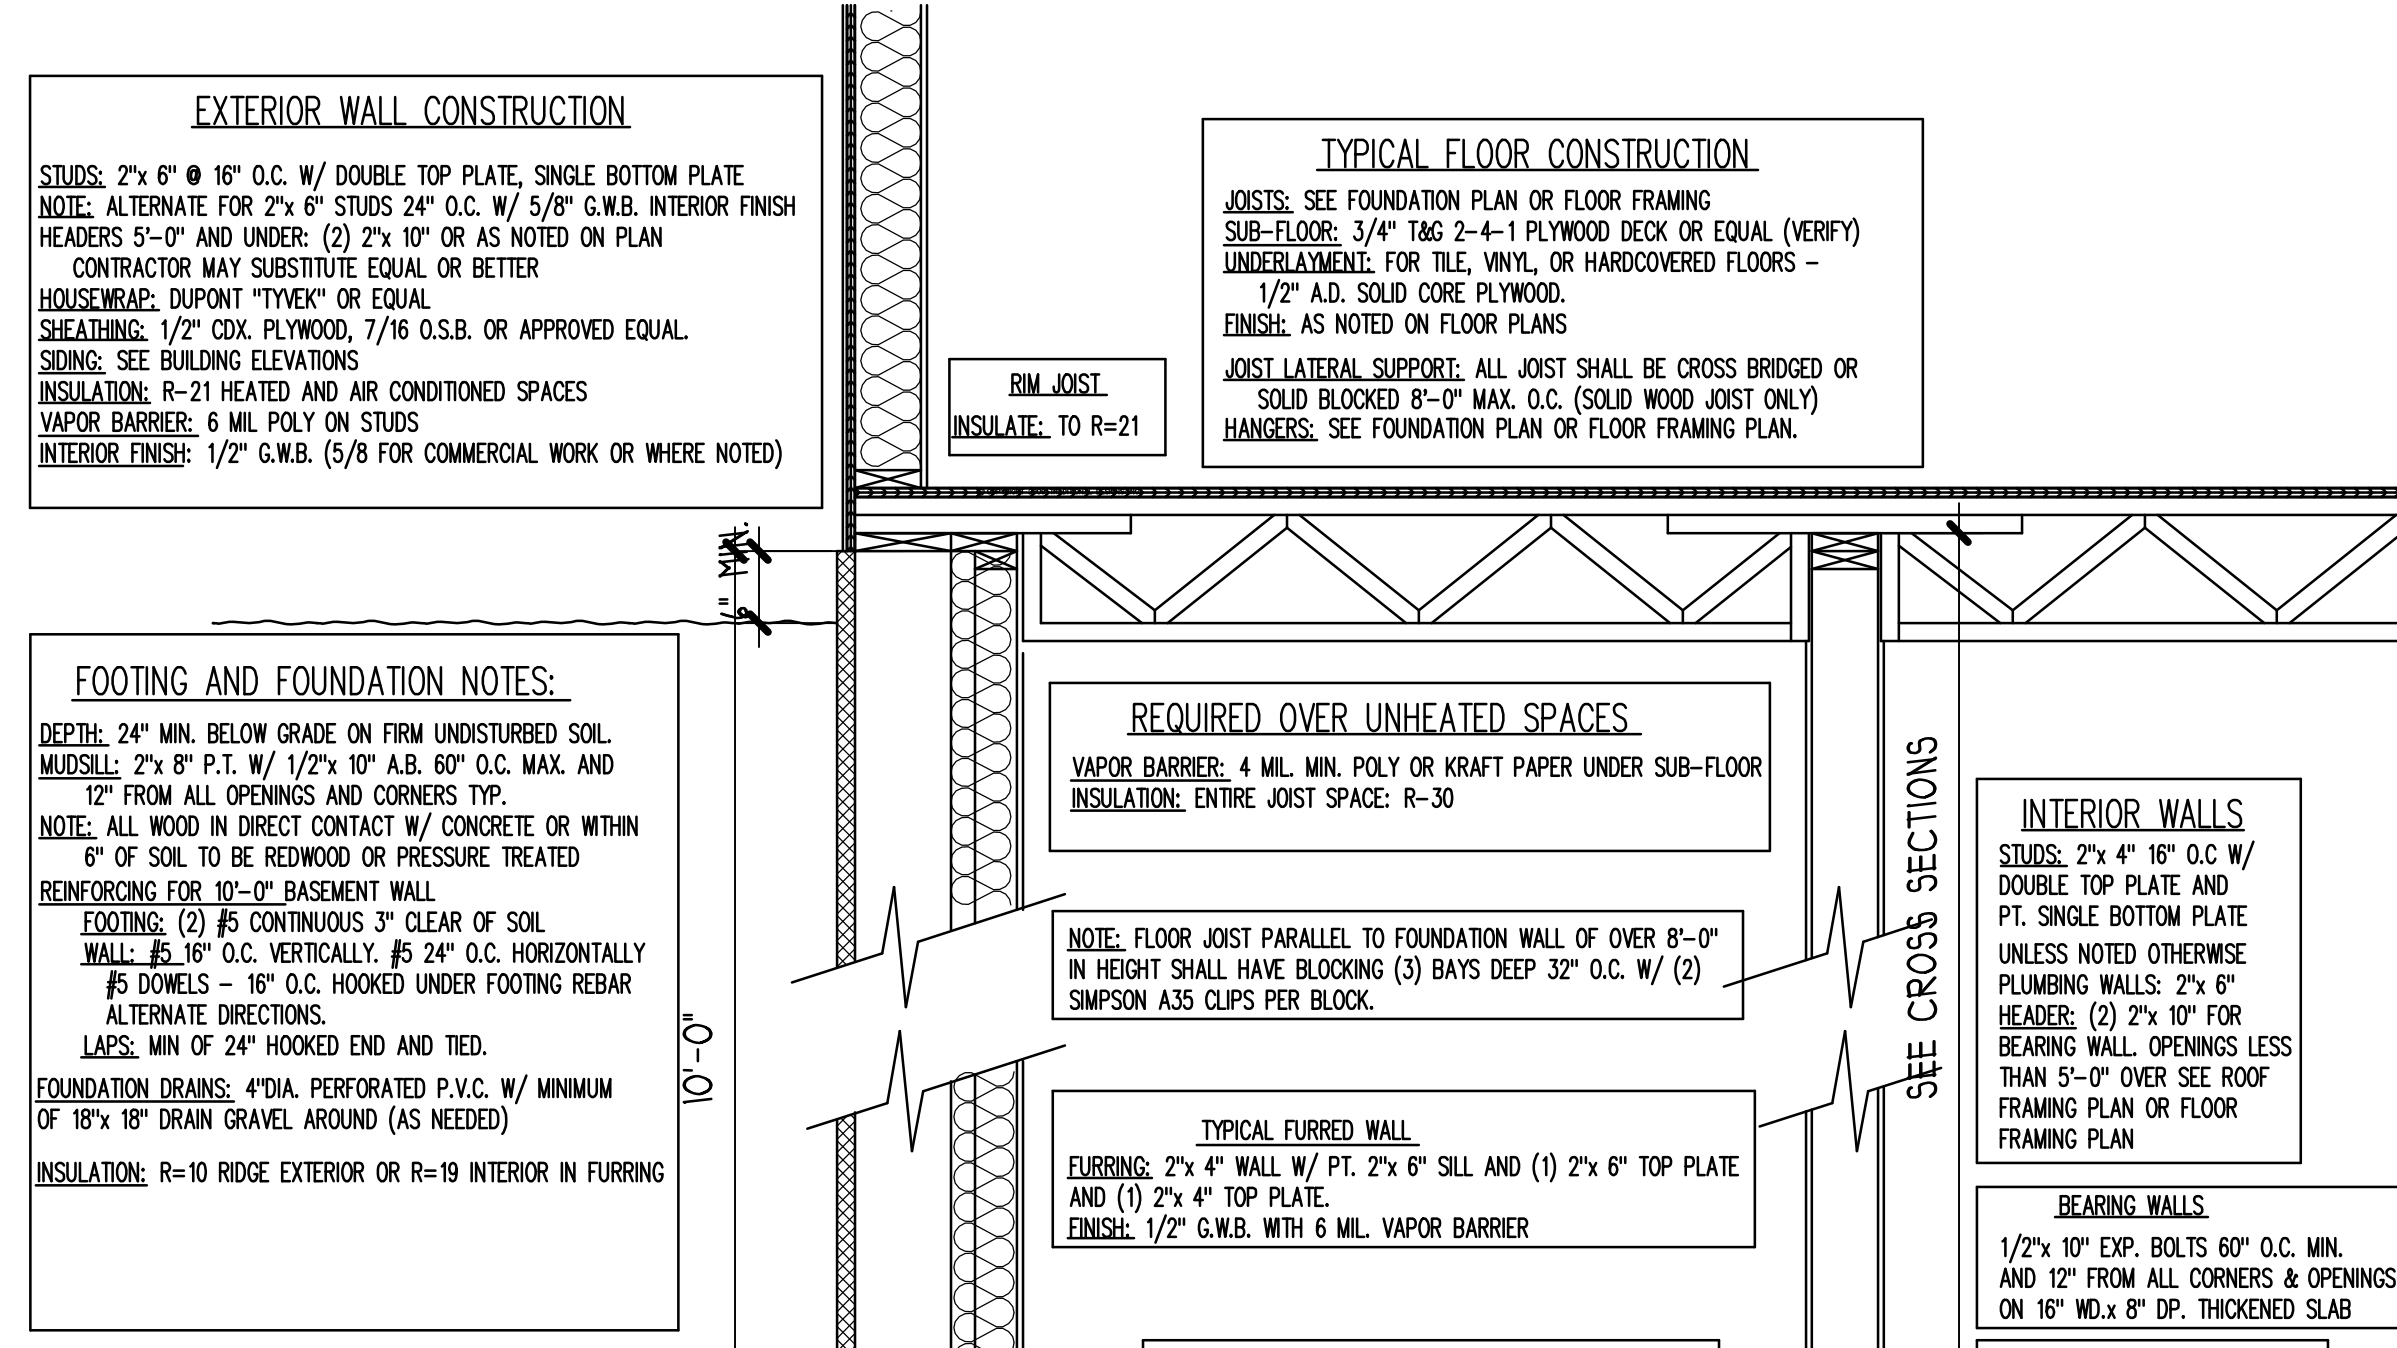 EXTERIOR WALL CONSTRUCTION
STUDS: 2"x 6" @ 16" O.C. W/ DOUBLE TOP PLATE, SINGLE BOTTOM PLATE
NOTE: ALTERNATE FOR 2"x 6" STUDS 24" O.C. W/ 5/8" G.W.B. INTERIOR FINISH
HEADERS 5'-0" AND UNDER: (2) 2"x 10" OR AS NOTED ON PLAN
CONTRACTOR MAY SUBSTITUTE EQUAL OR BETTER
HOUSEWRAP: DUPONT "TYVEK" OR EQUAL
SHEATHING: 1/2" CDX. PLYWOOD, 7/16 O.S.B. OR APPROVED EQUAL.
SIDING: SEE BUILDING ELEVATIONS
INSULATION: R-21 HEATED AND AIR CONDITIONED SPACES
VAPOR BARRIER: 6 MIL POLY ON STUDS
INTERIOR FINISH: 1/2" G.W.B. (5/8 FOR COMMERCIAL WORK OR WHERE NOTED)
RIM JOIST
INSULATE: TO R=21
TYPICAL FLOOR CONSTRUCTION
JOISTS: SEE FOUNDATION PLAN OR FLOOR FRAMING
SUB-FLOOR: 3/4" T&G 2-4-1 PLYWOOD DECK OR EQUAL (VERIFY)
UNDERLAYMENT: FOR TILE, VINYL, OR HARDCOVERED FLOORS -
1/2" A.D. SOLID CORE PLYWOOD.
FINISH: AS NOTED ON FLOOR PLANS
JOIST LATERAL SUPPORT: ALL JOIST SHALL BE CROSS BRIDGED OR
SOLID BLOCKED 8'-0" MAX. O.C. (SOLID WOOD JOIST ONLY)
HANGERS: SEE FOUNDATION PLAN OR FLOOR FRAMING PLAN.
6" MIN.
FOOTING AND FOUNDATION NOTES:
DEPTH: 24" MIN. BELOW GRADE ON FIRM UNDISTURBED SOIL.
MUDSILL: 2"x 8" P.T. W/ 1/2"x 10" A.B. 60" O.C. MAX. AND
12" FROM ALL OPENINGS AND CORNERS TYP.
NOTE: ALL WOOD IN DIRECT CONTACT W/ CONCRETE OR WITHIN
6" OF SOIL TO BE REDWOOD OR PRESSURE TREATED
REINFORCING FOR 10'-0" BASEMENT WALL
FOOTING: (2) #5 CONTINUOUS 3" CLEAR OF SOIL
WALL: #5 16" O.C. VERTICALLY. #5 24" O.C. HORIZONTALLY
#5 DOWELS - 16" O.C. HOOKED UNDER FOOTING REBAR
ALTERNATE DIRECTIONS.
LAPS: MIN OF 24" HOOKED END AND TIED.
FOUNDATION DRAINS: 4"DIA. PERFORATED P.V.C. W/ MINIMUM
OF 18"x 18" DRAIN GRAVEL AROUND (AS NEEDED)
INSULATION: R=10 RIDGE EXTERIOR OR R=19 INTERIOR IN FURRING
10'-0"
REQUIRED OVER UNHEATED SPACES
VAPOR BARRIER: 4 MIL. MIN. POLY OR KRAFT PAPER UNDER SUB-FLOOR
INSULATION: ENTIRE JOIST SPACE: R-30
NOTE: FLOOR JOIST PARALLEL TO FOUNDATION WALL OF OVER 8'-0"
IN HEIGHT SHALL HAVE BLOCKING (3) BAYS DEEP 32" O.C. W/ (2)
SIMPSON A35 CLIPS PER BLOCK.
TYPICAL FURRED WALL
FURRING: 2"x 4" WALL W/ PT. 2"x 6" SILL AND (1) 2"x 6" TOP PLATE
AND (1) 2"x 4" TOP PLATE.
FINISH: 1/2" G.W.B. WITH 6 MIL. VAPOR BARRIER
SEE CROSS SECTIONS
INTERIOR WALLS
STUDS: 2"x 4" 16" O.C W/
DOUBLE TOP PLATE AND
PT. SINGLE BOTTOM PLATE
UNLESS NOTED OTHERWISE
PLUMBING WALLS: 2"x 6"
HEADER: (2) 2"x 10" FOR
BEARING WALL. OPENINGS LESS
THAN 5'-0" OVER SEE ROOF
FRAMING PLAN OR FLOOR
FRAMING PLAN
BEARING WALLS
1/2"x 10" EXP. BOLTS 60" O.C. MIN.
AND 12" FROM ALL CORNERS & OPENINGS
ON 16" WD.x 8" DP. THICKENED SLAB